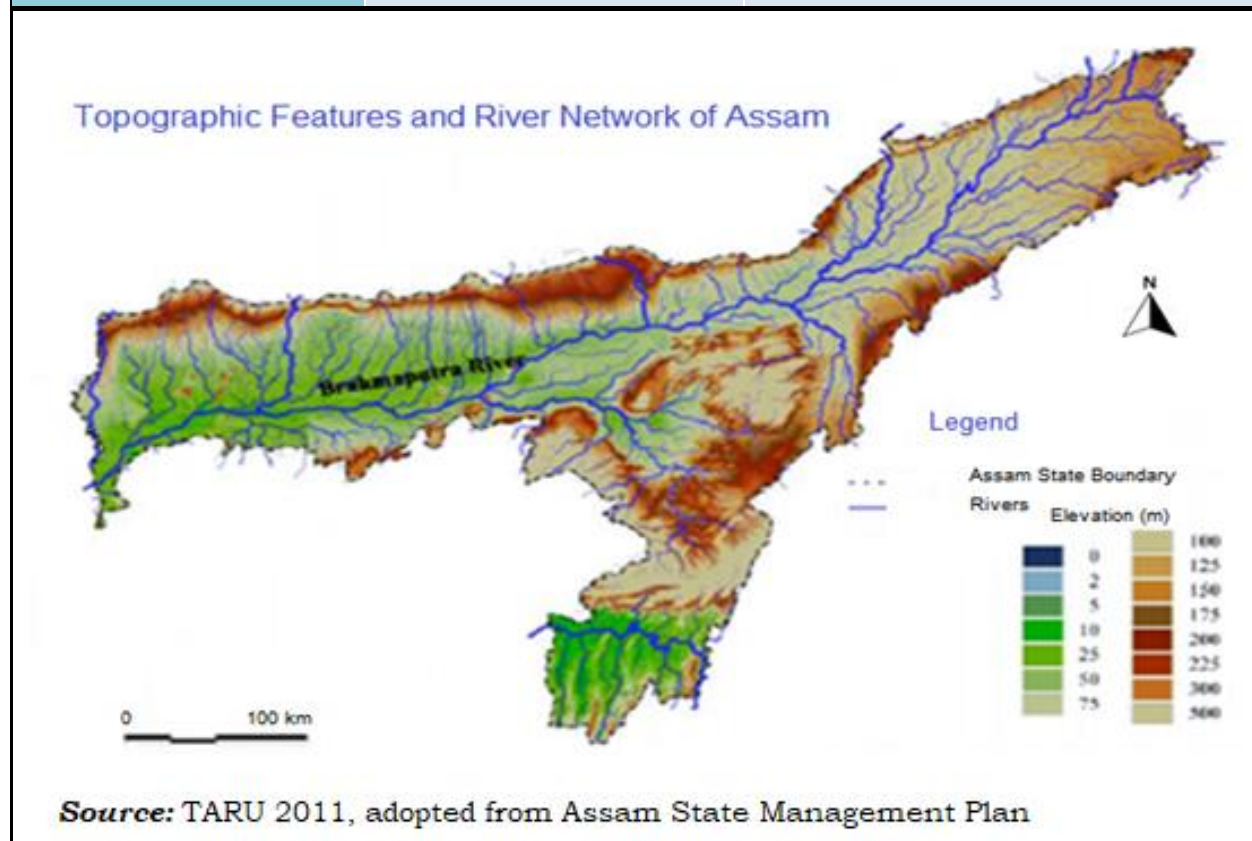 Topographic Features and River Network of Assam
Brahmaputra River
N
Legend
Assam State Boundary
Rivers
Elevation (m)
0
2
5
10
25
50
75
100
125
150
175
200
225
300
500
0 100 km
Source: TARU 2011, adopted from Assam State Management Plan